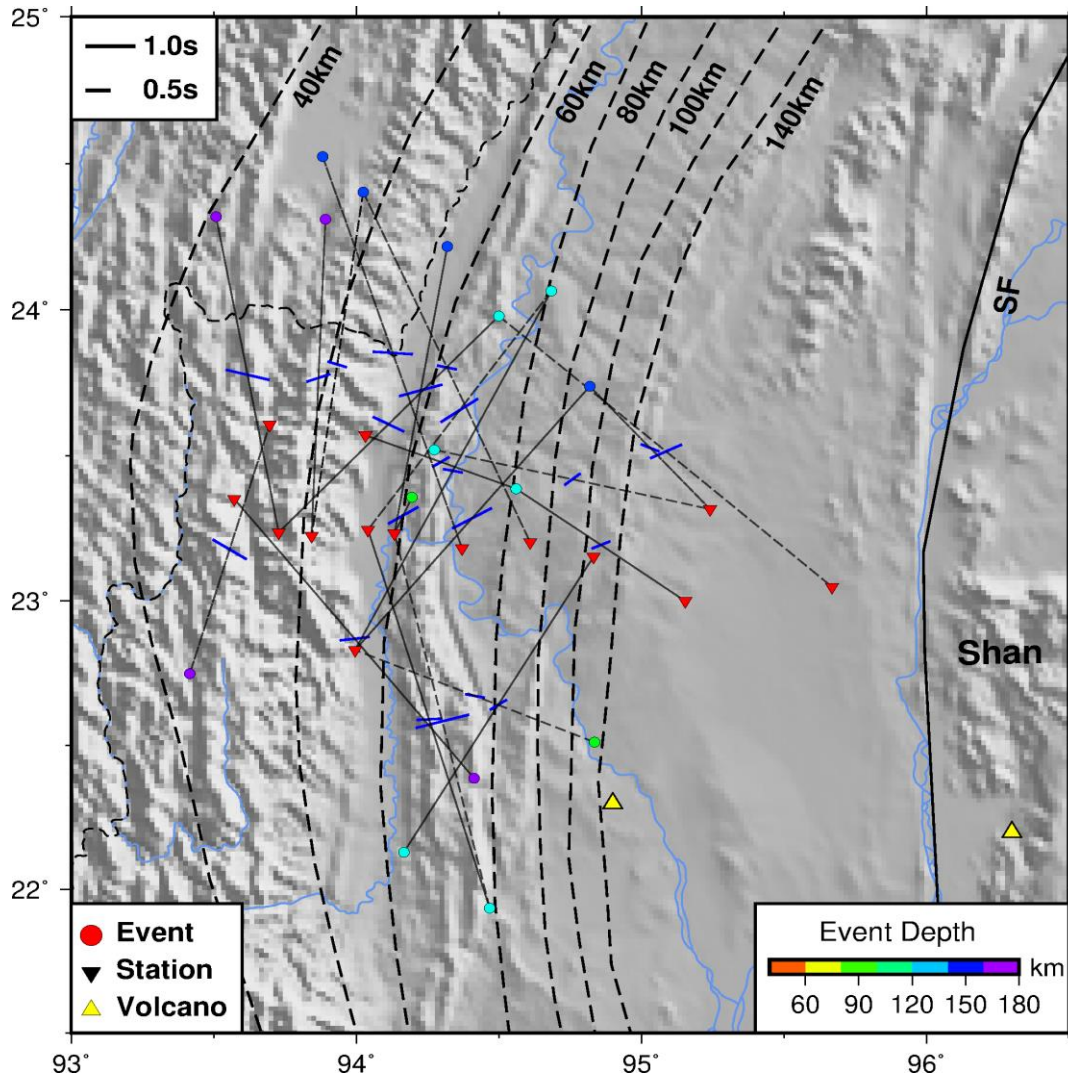 25˚
1.0s
0.5s
40km
60km
80km
100km
140km
24˚
SF
23˚
Shan
22˚
Event
Station
Volcano
Event Depth
km
60 90 120 150 180
93˚ 94˚ 95˚ 96˚